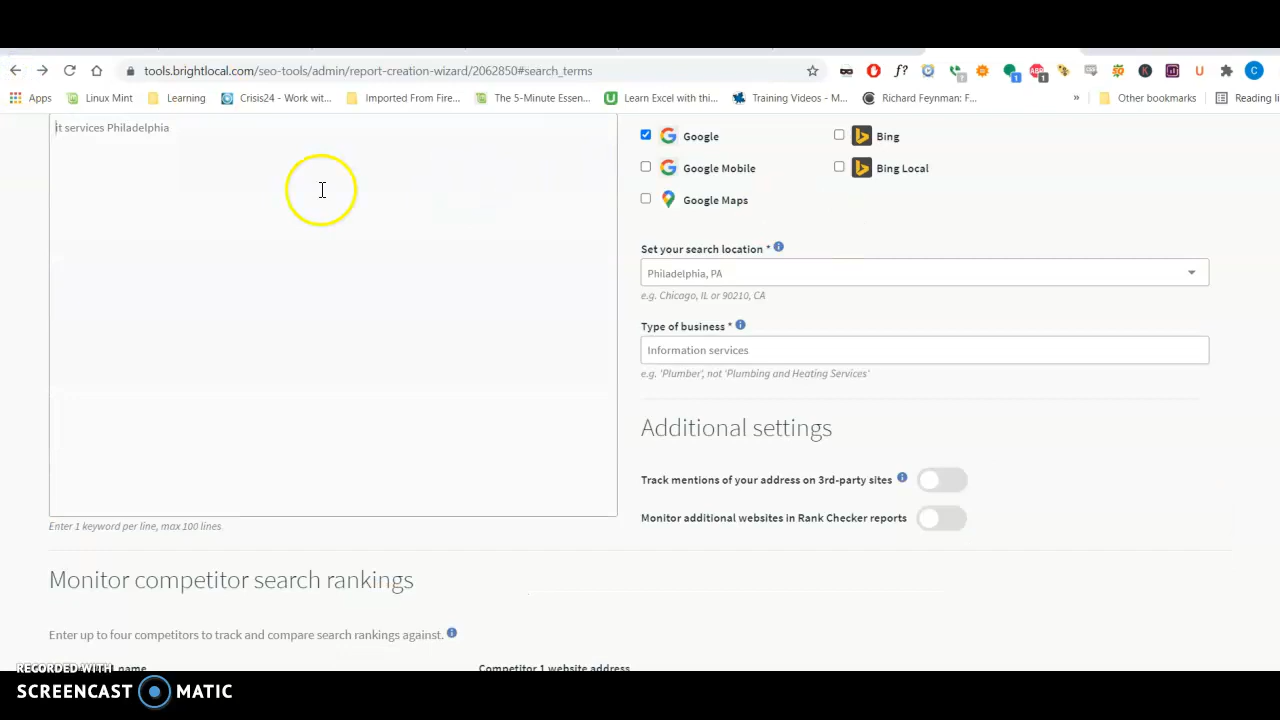 tools.brightlocal.com/seo-tools/admin/report-creation-wizard/2062850#search_terms
Apps Linux Mint Learning Crisis24 - Work wit... Imported From Fire... The 5-Minute Essen... Learn Excel with thi... Training Videos - M... Richard Feynman: F... » Other bookmarks Reading li
it services Philadelphia
Google
Bing
Google Mobile
Bing Local
Google Maps
Set your search location *
Philadelphia, PA
e.g. Chicago, IL or 90210, CA
Type of business *
Information services
e.g. 'Plumber', not 'Plumbing and Heating Services'
Additional settings
Track mentions of your address on 3rd-party sites
Monitor additional websites in Rank Checker reports
Enter 1 keyword per line, max 100 lines
Monitor competitor search rankings
Enter up to four competitors to track and compare search rankings against.
name
Competitor 1 website address
RECORDED WITH
SCREENCAST MATIC